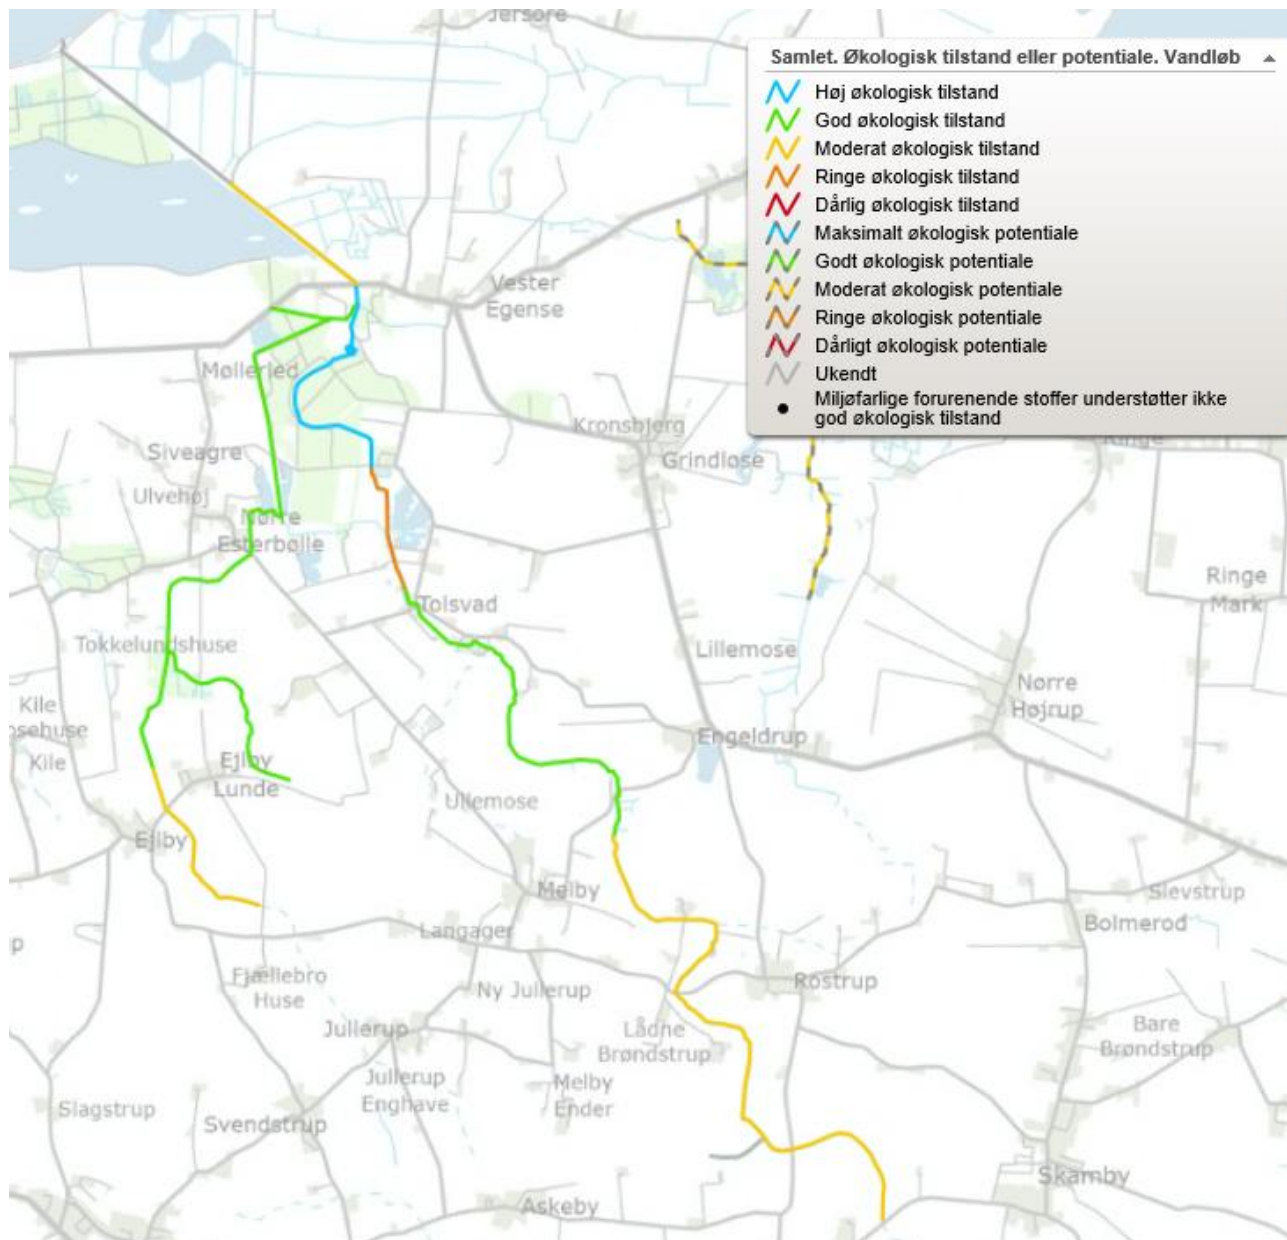 Jersore
Samlet. Økologisk tilstand eller potentiale. Vandløb
Høj økologisk tilstand
God økologisk tilstand
Moderat økologisk tilstand
Ringe økologisk tilstand
Dårlig økologisk tilstand
Maksimalt økologisk potentiale
Godt økologisk potentiale
Moderat økologisk potentiale
Ringe økologisk potentiale
Dårligt økologisk potentiale
Ukendt
Miljøfarlige forurenende stoffer understøtter ikke
god økologisk tilstand
Vester
Egense
Møllerled
Kronsbjerg
Ringe
Siveagre
Grindløse
Ulvehøj
Nørre
Esterbølle
Ringe
Mark
Tolsvad
Tokkelundshuse
Lillemose
Kile
osehuse
Kile
Nørre
Højrup
Engeldrup
Ejlby
Lunde
Ullemose
Ejlby
Melby
Slevstrup
Bolmerod
Langager
p
Fjællebro
Huse
Ny Jullerup
Rostrup
Jullerup
Lådne
Brøndstrup
Bare
Brøndstrup
Jullerup
Enghave
Melby
Ender
Slagstrup
Svendstrup
Skamby
Askeby